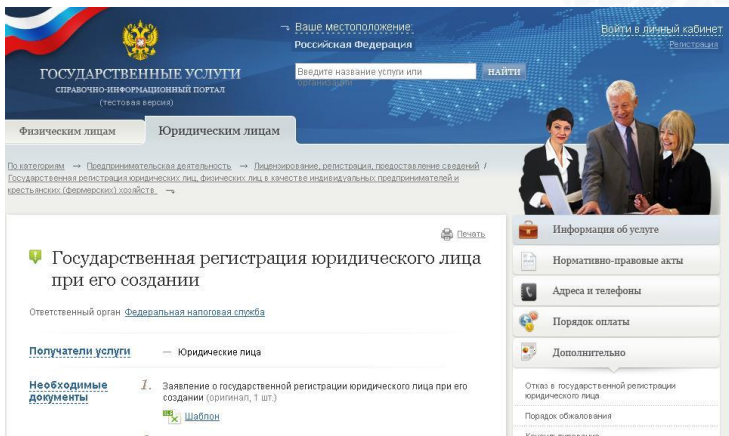 Ваше местоположение:
Российская Федерация
Войти в личный кабинет
Регистрация
ГОСУДАРСТВЕННЫЕ УСЛУГИ
СПРАВОЧНО-ИНФОРМАЦИОННЫЙ ПОРТАЛ
(тестовая версия)
Введите название услуги или
организации
НАЙТИ
Физическим лицам
Юридическим лицам
По категориям → Предпринимательская деятельность → Лицензирование, регистрация, предоставление сведений /
Государственная регистрация юридических лиц, физических лиц в качестве индивидуальных предпринимателей и
крестьянских (фермерских) хозяйств
Печать
Государственная регистрация юридического лица
при его создании
Ответственный орган Федеральная налоговая служба
Получатели услуги — Юридические лица
Необходимые
документы
1. Заявление о государственной регистрации юридического лица при его
создании (оригинал, 1 шт.)
Шаблон
Информация об услуге
Нормативно-правовые акты
Адреса и телефоны
Порядок оплаты
Дополнительно
Отказ в государственной регистрации
юридического лица
Порядок обжалования